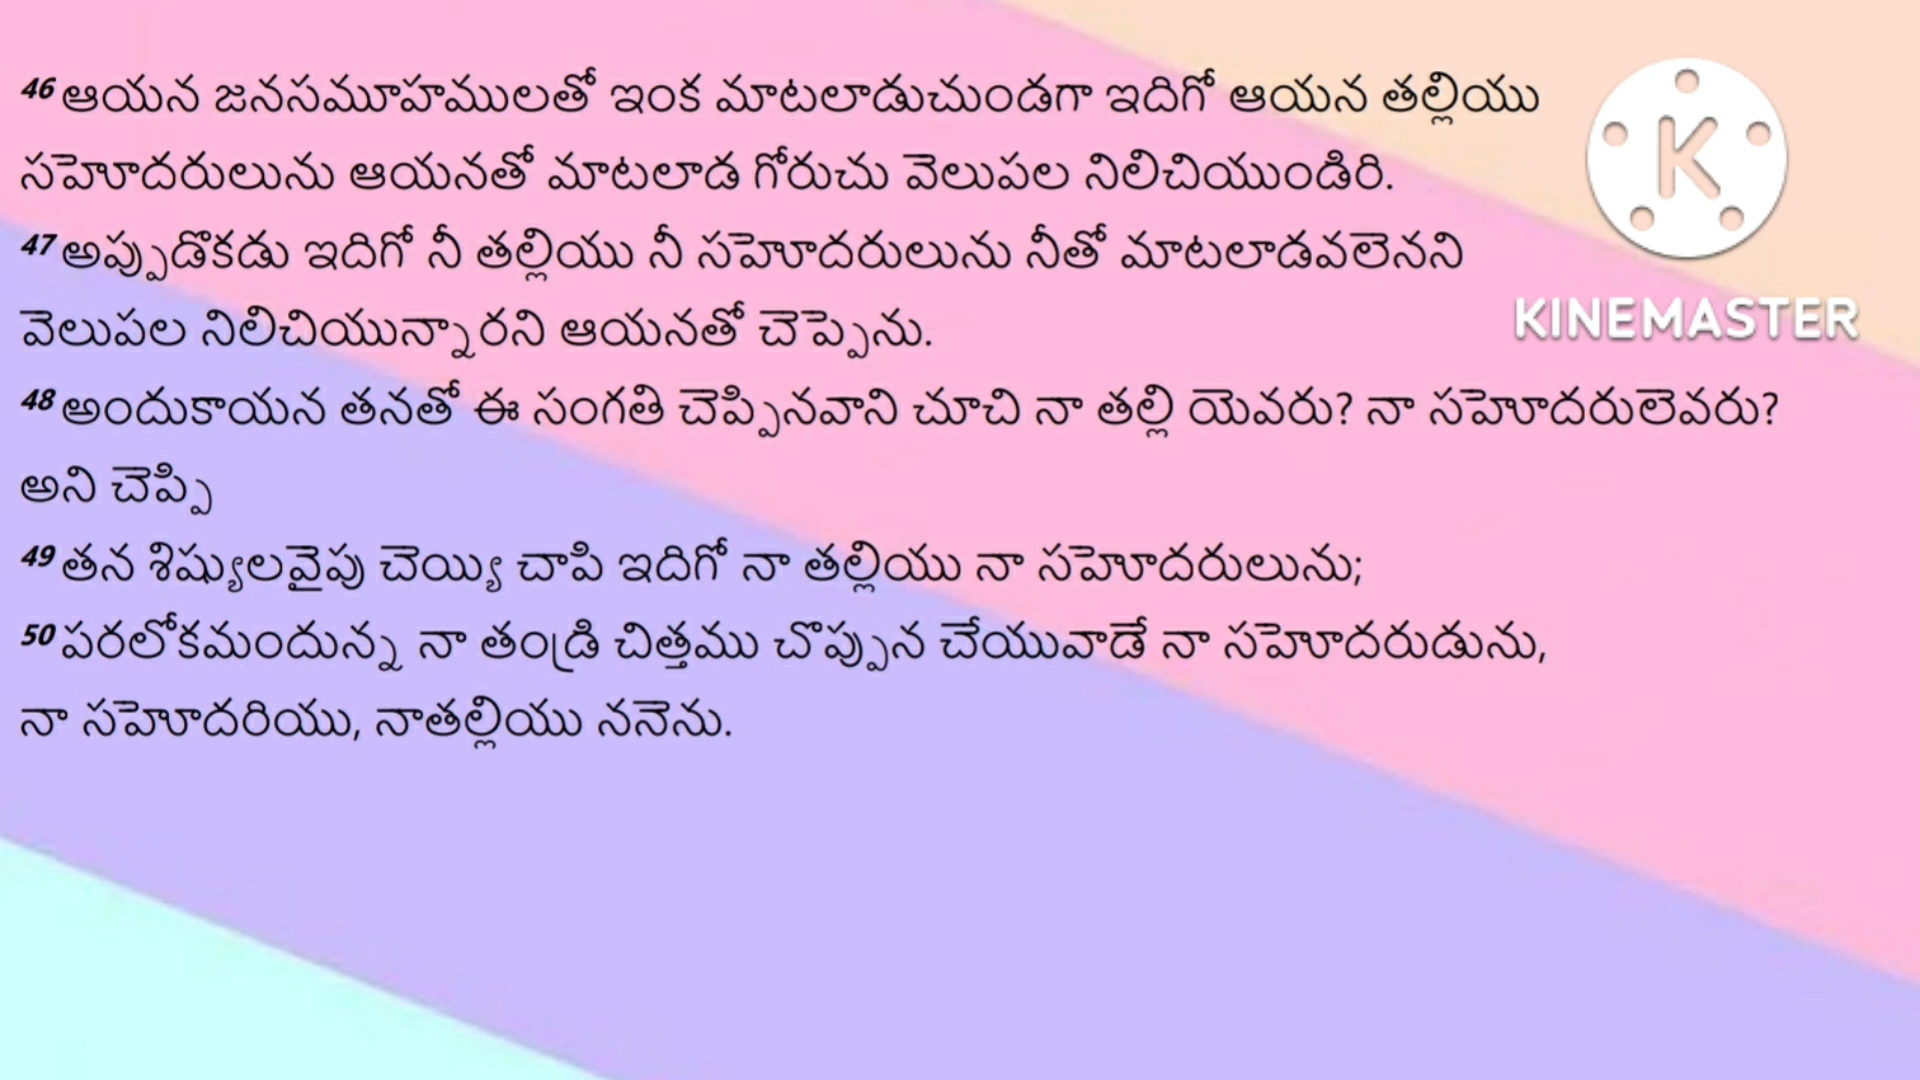 46 ఆయన జనసమూహములతో ఇంక మాటలాడుచుండగా ఇదిగో ఆయన తల్లియు
సహోదరులును ఆయనతో మాటలాడ గోరుచు వెలుపల నిలిచియుండిరి.
47 అప్పుడొకడు ఇదిగో నీ తల్లియు నీ సహోదరులును నీతో మాటలాడవలెనని
వెలుపల నిలిచియున్నారని ఆయనతో చెప్పెను.
48 అందుకాయన తనతో ఈ సంగతి చెప్పినవాని చూచి నా తల్లి యెవరు? నా సహోదరులెవరు?
అని చెప్పి
49 తన శిష్యులవైపు చెయ్యి చాపి ఇదిగో నా తల్లియు నా సహోదరులును;
50 పరలోకమందున్న నా తండ్రి చిత్తము చొప్పున చేయువాడే నా సహోదరుడును,
నా సహోదరియు, నాతల్లియు ననెను.
K
KINEMASTER